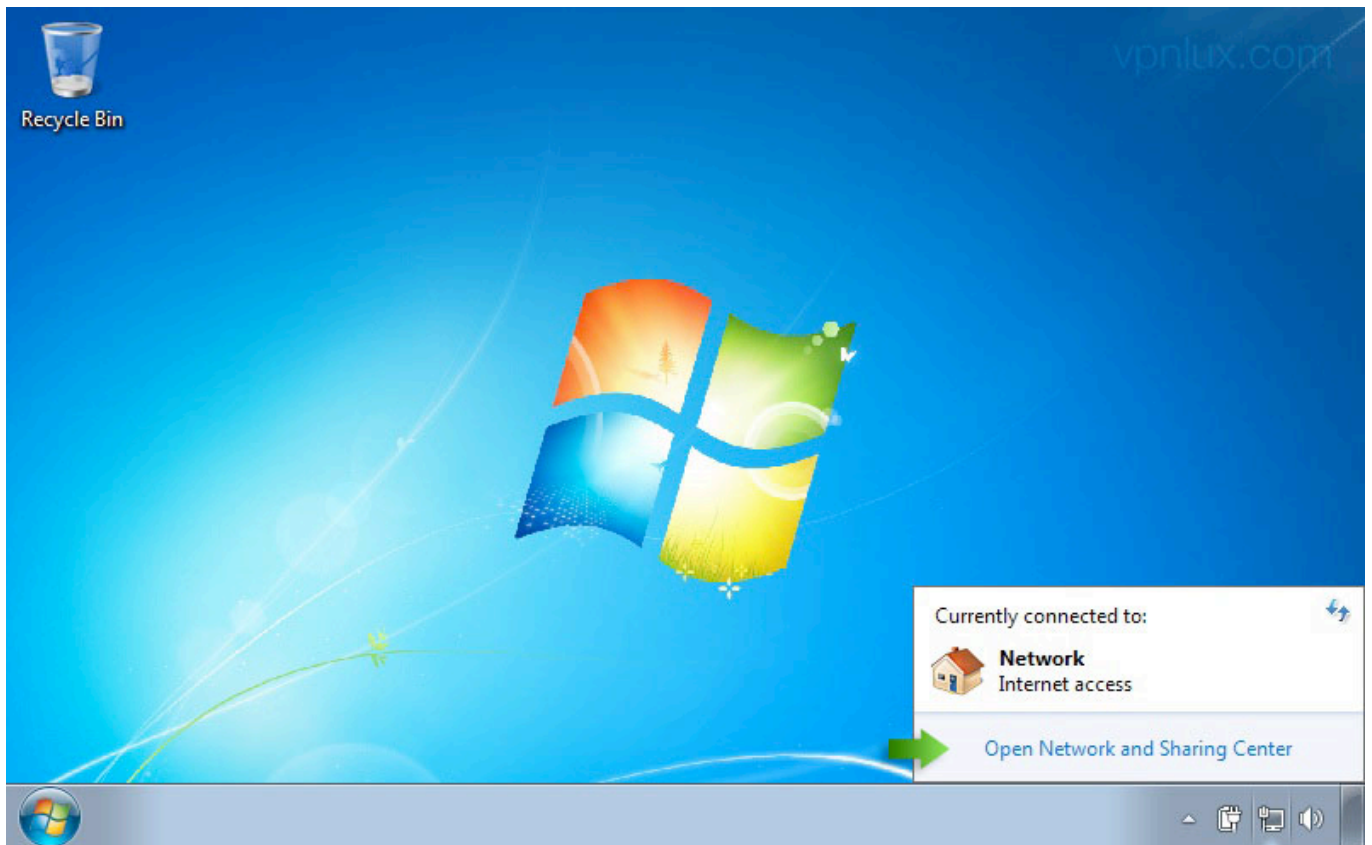 vpnlux.com
Recycle Bin
Currently connected to:
Network
Internet access
Open Network and Sharing Center